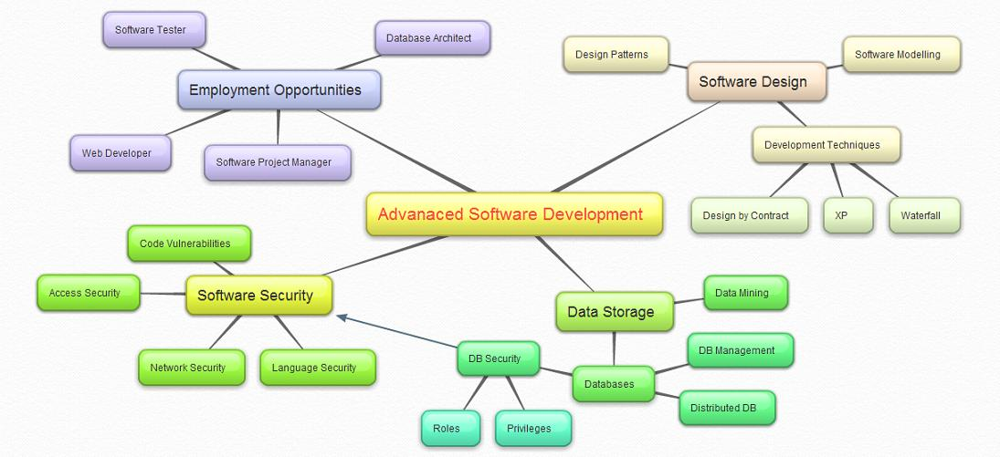 Software Tester
Database Architect
Employment Opportunities
Web Developer
Software Project Manager
Design Patterns
Software Modelling
Software Design
Development Techniques
Design by Contract
XP
Waterfall
Advanaced Software Development
Code Vulnerabilities
Access Security
Software Security
Network Security
Language Security
Data Storage
Data Mining
DB Security
DB Management
Databases
Distributed DB
Roles
Privileges